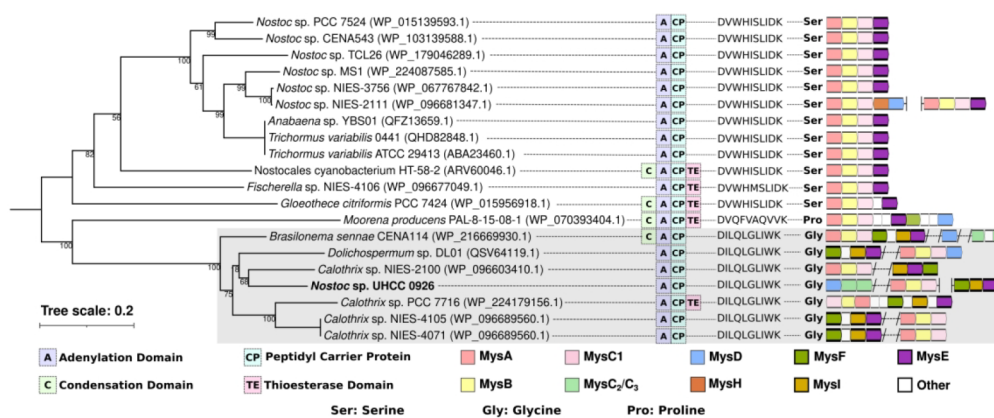 Nostoc sp. PCC 7524 (WP_015139593.1) A CP DVWHISLIDK Ser
Nostoc sp. CENA543 (WP_103139588.1) A CP DVWHISLIDK Ser
Nostoc sp. TCL26 (WP_179046289.1) A CP DVWHISLIDK Ser
100
Nostoc sp. MS1 (WP_224087585.1) A CP DVWHISLIDK Ser
61
Nostoc sp. NIES-3756 (WP_067767842.1) A CP DVWHISLIDK Ser
99 100
Nostoc sp. NIES-2111 (WP_096681347.1) A CP DVWHISLIDK Ser
99
56
Anabaena sp. YBS01 (QFZ13659.1) A CP DVWHISLIDK Ser
Trichormus variabilis 0441 (QHD82848.1) A CP DVWHISLIDK Ser
Trichormus variabilis ATCC 29413 (ABA23460.1) A CP DVWHISLIDK Ser
82
Nostocales cyanobacterium HT-58-2 (ARV60046.1) C A CP TE DVWHISLIDK Ser
Fischerella sp. NIES-4106 (WP_096677049.1) A CP DVWHMSLIDK Ser
Gloeothece citriformis PCC 7424 (WP_015956918.1) C A CP TE DVWHISLIDK Ser
Moorena producens PAL-8-15-08-1 (WP_070393404.1) C A CP TE DVQFVAQVVK Pro
100
Brasilonema sennae CENA114 (WP_216669930.1) C A CP DILQLGLIWK Gly
Dolichospermum sp. DL01 (QSV64119.1) A CP DILQLGLIWK Gly
100
Calothrix sp. NIES-2100 (WP_096603410.1) A CP DILQLGLIWK Gly
68
Nostoc sp. UHCC 0926 A CP DILQLGLIWK Gly
75
Calothrix sp. PCC 7716 (WP_224179156.1) A CP TE DILQLGLIWK Gly
100
Calothrix sp. NIES-4105 (WP_096689560.1) A CP DILQLGLIWK Gly
Calothrix sp. NIES-4071 (WP_096689560.1) A CP DILQLGLIWK Gly
Tree scale: 0.2
A Adenylation Domain CP Peptidyl Carrier Protein MysA MysC1 MysD MysF MysE
C Condensation Domain TE Thioesterase Domain MysB MysC₂/C₃ MysH MysI Other
Ser: Serine Gly: Glycine Pro: Proline